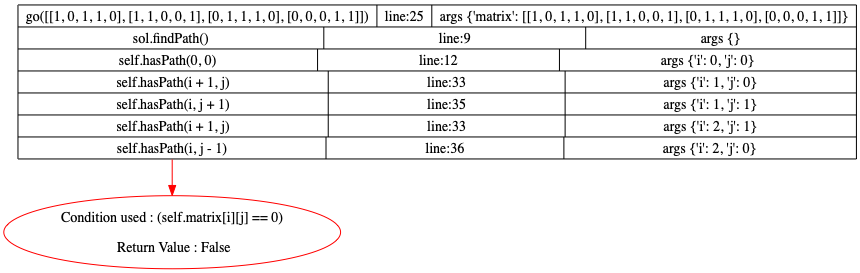 go([[1, 0, 1, 1, 0], [1, 1, 0, 0, 1], [0, 1, 1, 1, 0], [0, 0, 0, 1, 1]]) line:25 args {'matrix': [[1, 0, 1, 1, 0], [1, 1, 0, 0, 1], [0, 1, 1, 1, 0], [0, 0, 0, 1, 1]]}
sol.findPath() line:9 args {}
self.hasPath(0, 0) line:12 args {'i': 0, 'j': 0}
self.hasPath(i + 1, j) line:33 args {'i': 1, 'j': 0}
self.hasPath(i, j + 1) line:35 args {'i': 1, 'j': 1}
self.hasPath(i + 1, j) line:33 args {'i': 2, 'j': 1}
self.hasPath(i, j - 1) line:36 args {'i': 2, 'j': 0}
Condition used : (self.matrix[i][j] == 0)
Return Value : False